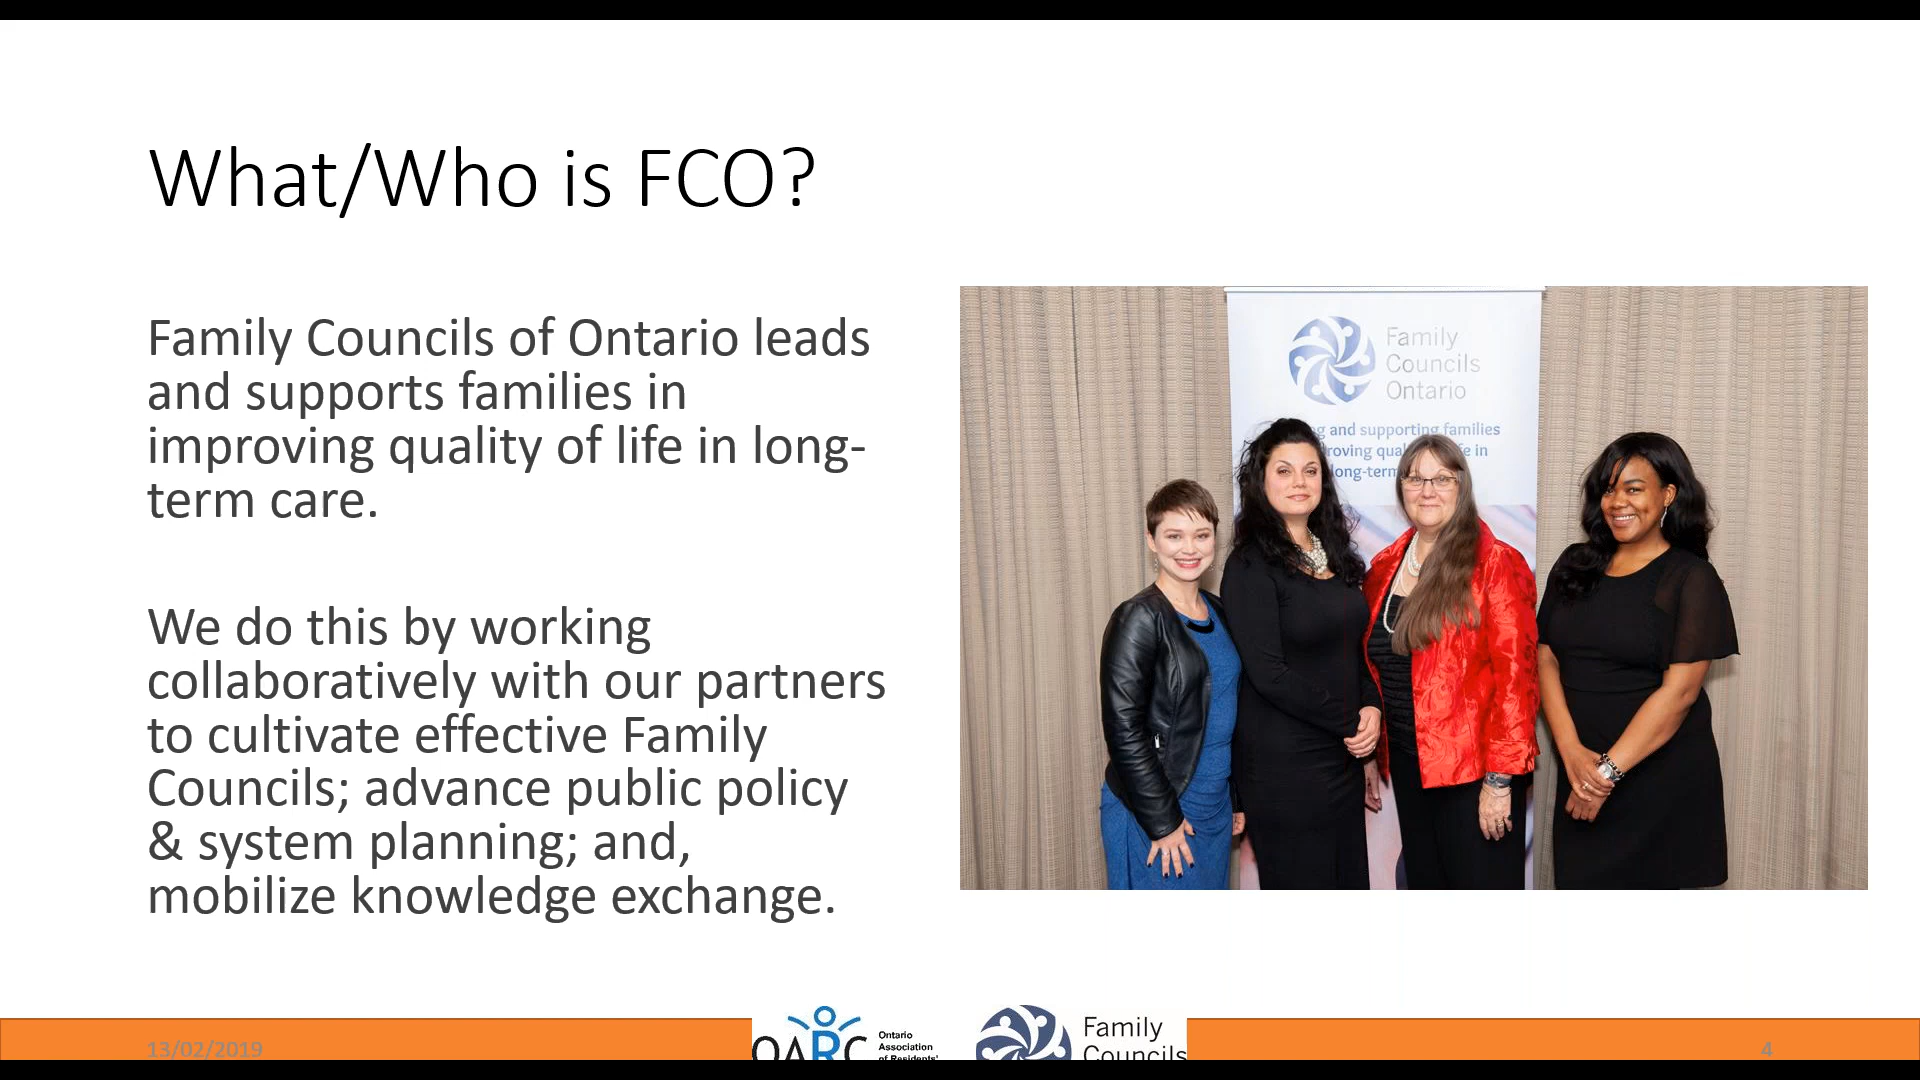 What/Who is FCO?
Family Councils of Ontario leads
and supports families in
improving quality of life in long-
term care.
We do this by working
collaboratively with our partners
to cultivate effective Family
Councils; advance public policy
& system planning; and,
mobilize knowledge exchange.
Family
Councils
Ontario
and supporting families
in
long-term
13/02/2019
OARC
Ontario
Association
of Residents'
Family
Councils
4